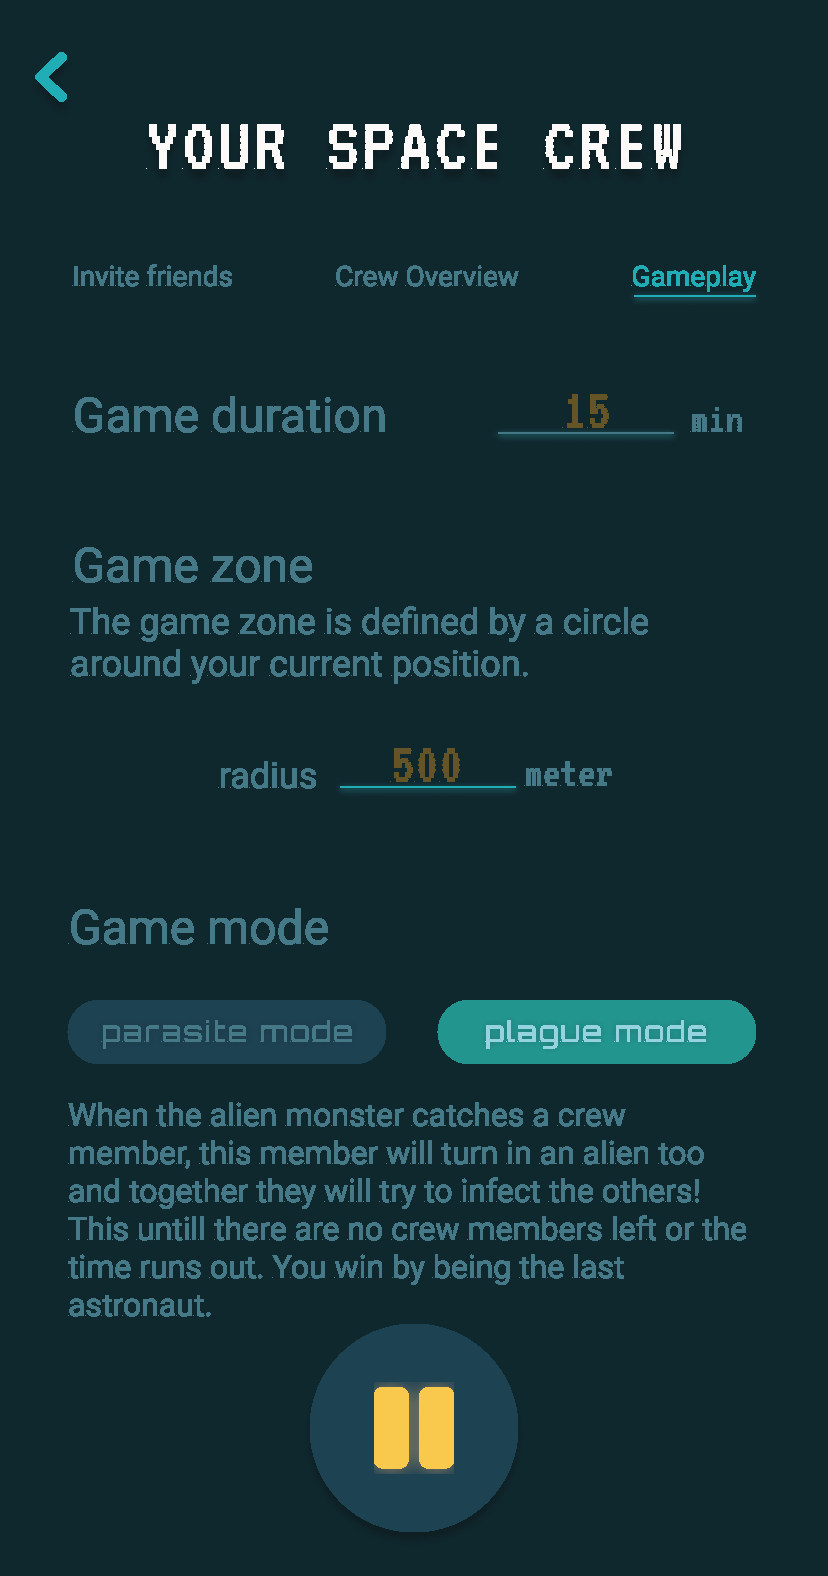 YOUR SPACE CREW
Invite friends Crew Overview Gameplay
Game duration 15 min
Game zone
The game zone is defined by a circle
around your current position.
radius 500 meter
Game mode
parasite mode plague mode
When the alien monster catches a crew
member, this member will turn in an alien too
and together they will try to infect the others!
This untill there are no crew members left or the
time runs out. You win by being the last
astronaut.